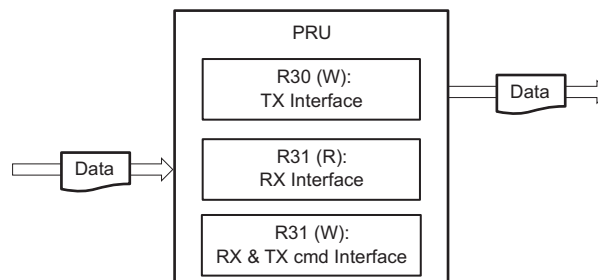 PRU
R30 (W):
TX Interface
Data
Data
R31 (R):
RX Interface
R31 (W):
RX & TX cmd Interface